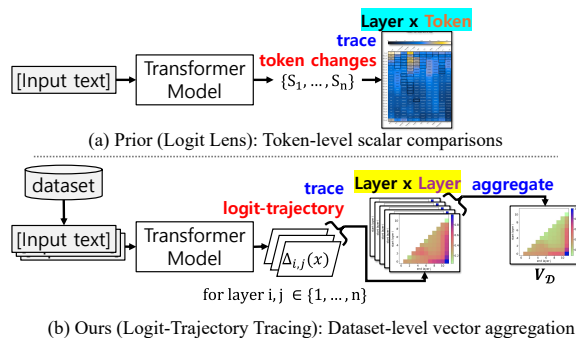 Layer x Token
trace
token changes
[Input text]
Transformer Model
{S1, ... , Sn}
(a) Prior (Logit Lens): Token-level scalar comparisons
dataset
trace
Layer x Layer
aggregate
logit-trajectory
[Input text]
Transformer Model
Δi,j(x)
V𝒟
for layer i, j ∈ {1, ... , n}
(b) Ours (Logit-Trajectory Tracing): Dataset-level vector aggregation